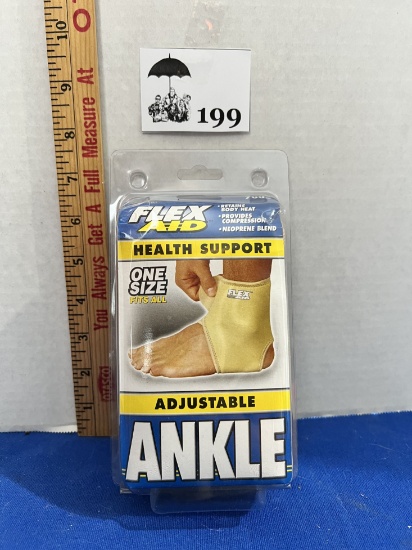 199
10
9
8
7
6
5
4
3
2
1
You Always Get A Full Measure At
FLEX
AID
• RETAINS
BODY HEAT
• PROVIDES
COMPRESSION
• NEOPRENE BLEND
HEALTH SUPPORT
ONE
SIZE
FITS ALL
FLEX
ADJUSTABLE
ANKLE